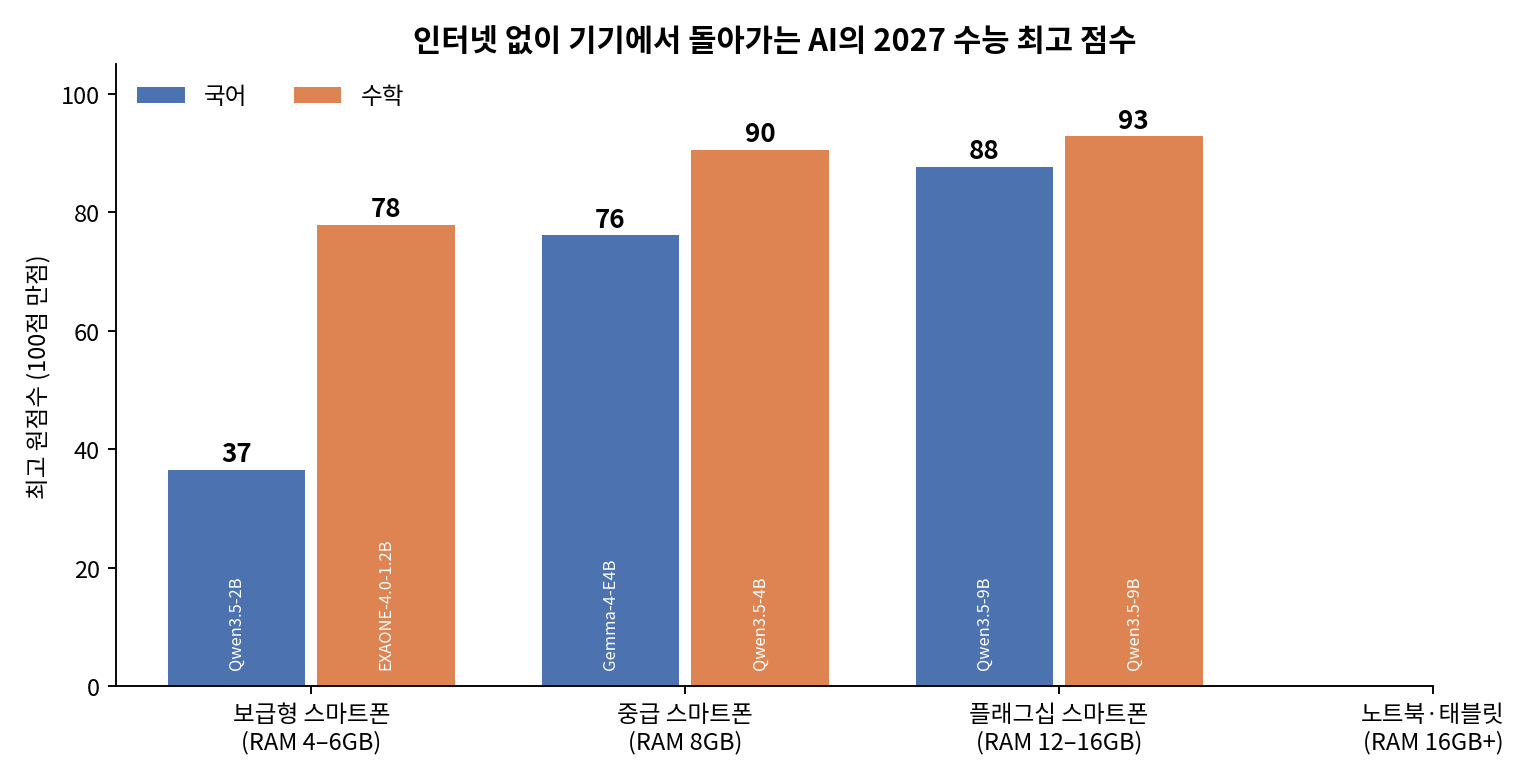 인터넷 없이 기기에서 돌아가는 AI의 2027 수능 최고 점수
국어
수학
최고 원점수 (100점 만점)
100
80
60
40
20
0
37
78
76
90
88
93
Qwen3.5-2B
EXAONE-4.0-1.2B
Gemma-4-E4B
Qwen3.5-4B
Qwen3.5-9B
Qwen3.5-9B
보급형 스마트폰
(RAM 4–6GB)
중급 스마트폰
(RAM 8GB)
플래그십 스마트폰
(RAM 12–16GB)
노트북·태블릿
(RAM 16GB+)